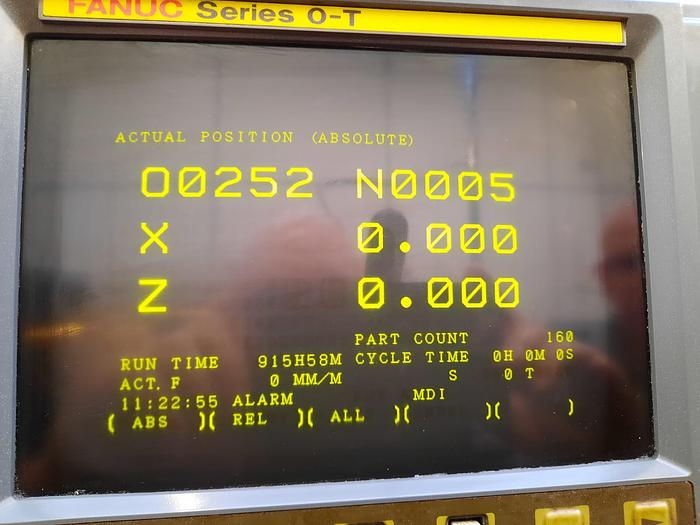 FANUC Series O-T
ACTUAL POSITION (ABSOLUTE)
O0252 N0005
X 0.000
Z 0.000
PART COUNT 160
RUN TIME 915H58M CYCLE TIME 0H 0M 0S
ACT. F 0 MM/M S 0 T
11:22:55 ALARM MDI
( ABS )( REL )( ALL )( )( )